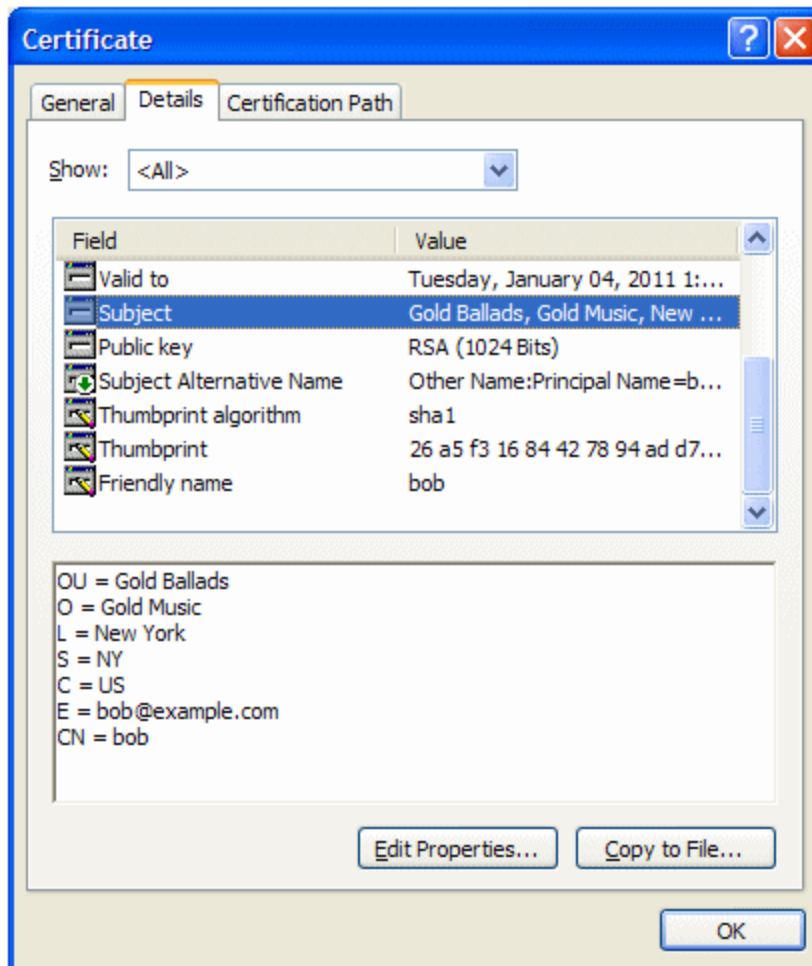 Certificate
General Details Certification Path
Show: <All>
Field Value
Valid to Tuesday, January 04, 2011 1:...
Subject Gold Ballads, Gold Music, New ...
Public key RSA (1024 Bits)
Subject Alternative Name Other Name:Principal Name=b...
Thumbprint algorithm sha1
Thumbprint 26 a5 f3 16 84 42 78 94 ad d7...
Friendly name bob
OU = Gold Ballads
O = Gold Music
L = New York
S = NY
C = US
E = bob@example.com
CN = bob
Edit Properties... Copy to File...
OK